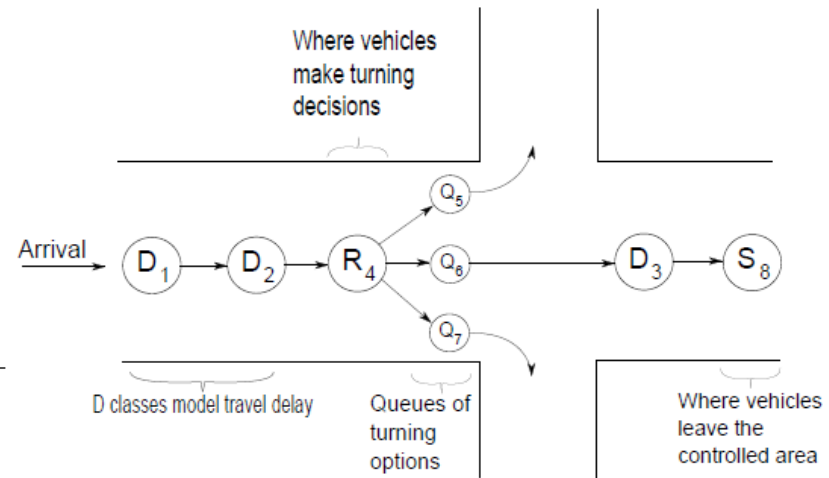 Where vehicles
make turning
decisions
Arrival
D1
D2
R4
Q5
Q6
Q7
D3
S8
D classes model travel delay
Queues of
turning
options
Where vehicles
leave the
controlled area